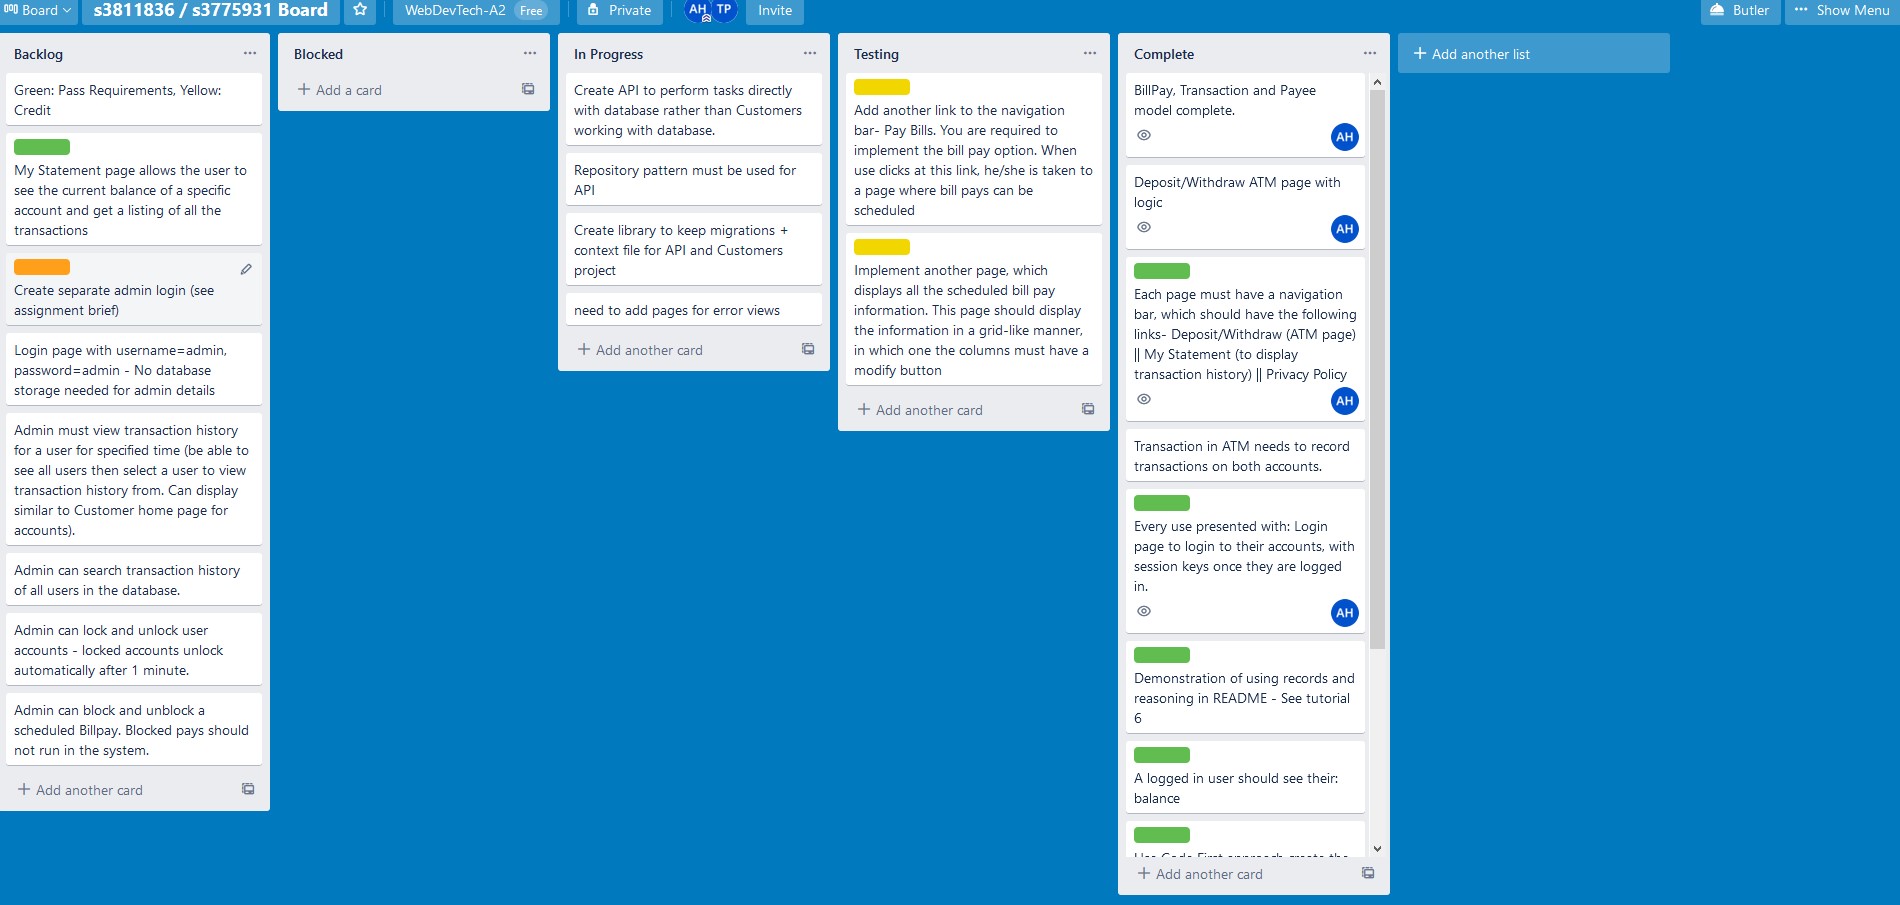 Board
s3811836 / s3775931 Board
WebDevTech-A2 Free
Private
AH TP
Invite
Butler
··· Show Menu
Backlog
Green: Pass Requirements, Yellow:
Credit
My Statement page allows the user to
see the current balance of a specific
account and get a listing of all the
transactions
Create separate admin login (see
assignment brief)
Login page with username=admin,
password=admin - No database
storage needed for admin details
Admin must view transaction history
for a user for specified time (be able to
see all users then select a user to view
transaction history from. Can display
similar to Customer home page for
accounts).
Admin can search transaction history
of all users in the database.
Admin can lock and unlock user
accounts - locked accounts unlock
automatically after 1 minute.
Admin can block and unblock a
scheduled Billpay. Blocked pays should
not run in the system.
+ Add another card
Blocked
+ Add a card
In Progress
Create API to perform tasks directly
with database rather than Customers
working with database.
Repository pattern must be used for
API
Create library to keep migrations +
context file for API and Customers
project
need to add pages for error views
+ Add another card
Testing
Add another link to the navigation
bar- Pay Bills. You are required to
implement the bill pay option. When
use clicks at this link, he/she is taken to
a page where bill pays can be
scheduled
Implement another page, which
displays all the scheduled bill pay
information. This page should display
the information in a grid-like manner,
in which one the columns must have a
modify button
+ Add another card
Complete
BillPay, Transaction and Payee
model complete.
AH
Deposit/Withdraw ATM page with
logic
AH
Each page must have a navigation
bar, which should have the following
links- Deposit/Withdraw (ATM page)
|| My Statement (to display
transaction history) || Privacy Policy
AH
Transaction in ATM needs to record
transactions on both accounts.
Every use presented with: Login
page to login to their accounts, with
session keys once they are logged
in.
AH
Demonstration of using records and
reasoning in README - See tutorial
6
A logged in user should see their:
balance
Use Code First approach create the
+ Add another card
+ Add another list